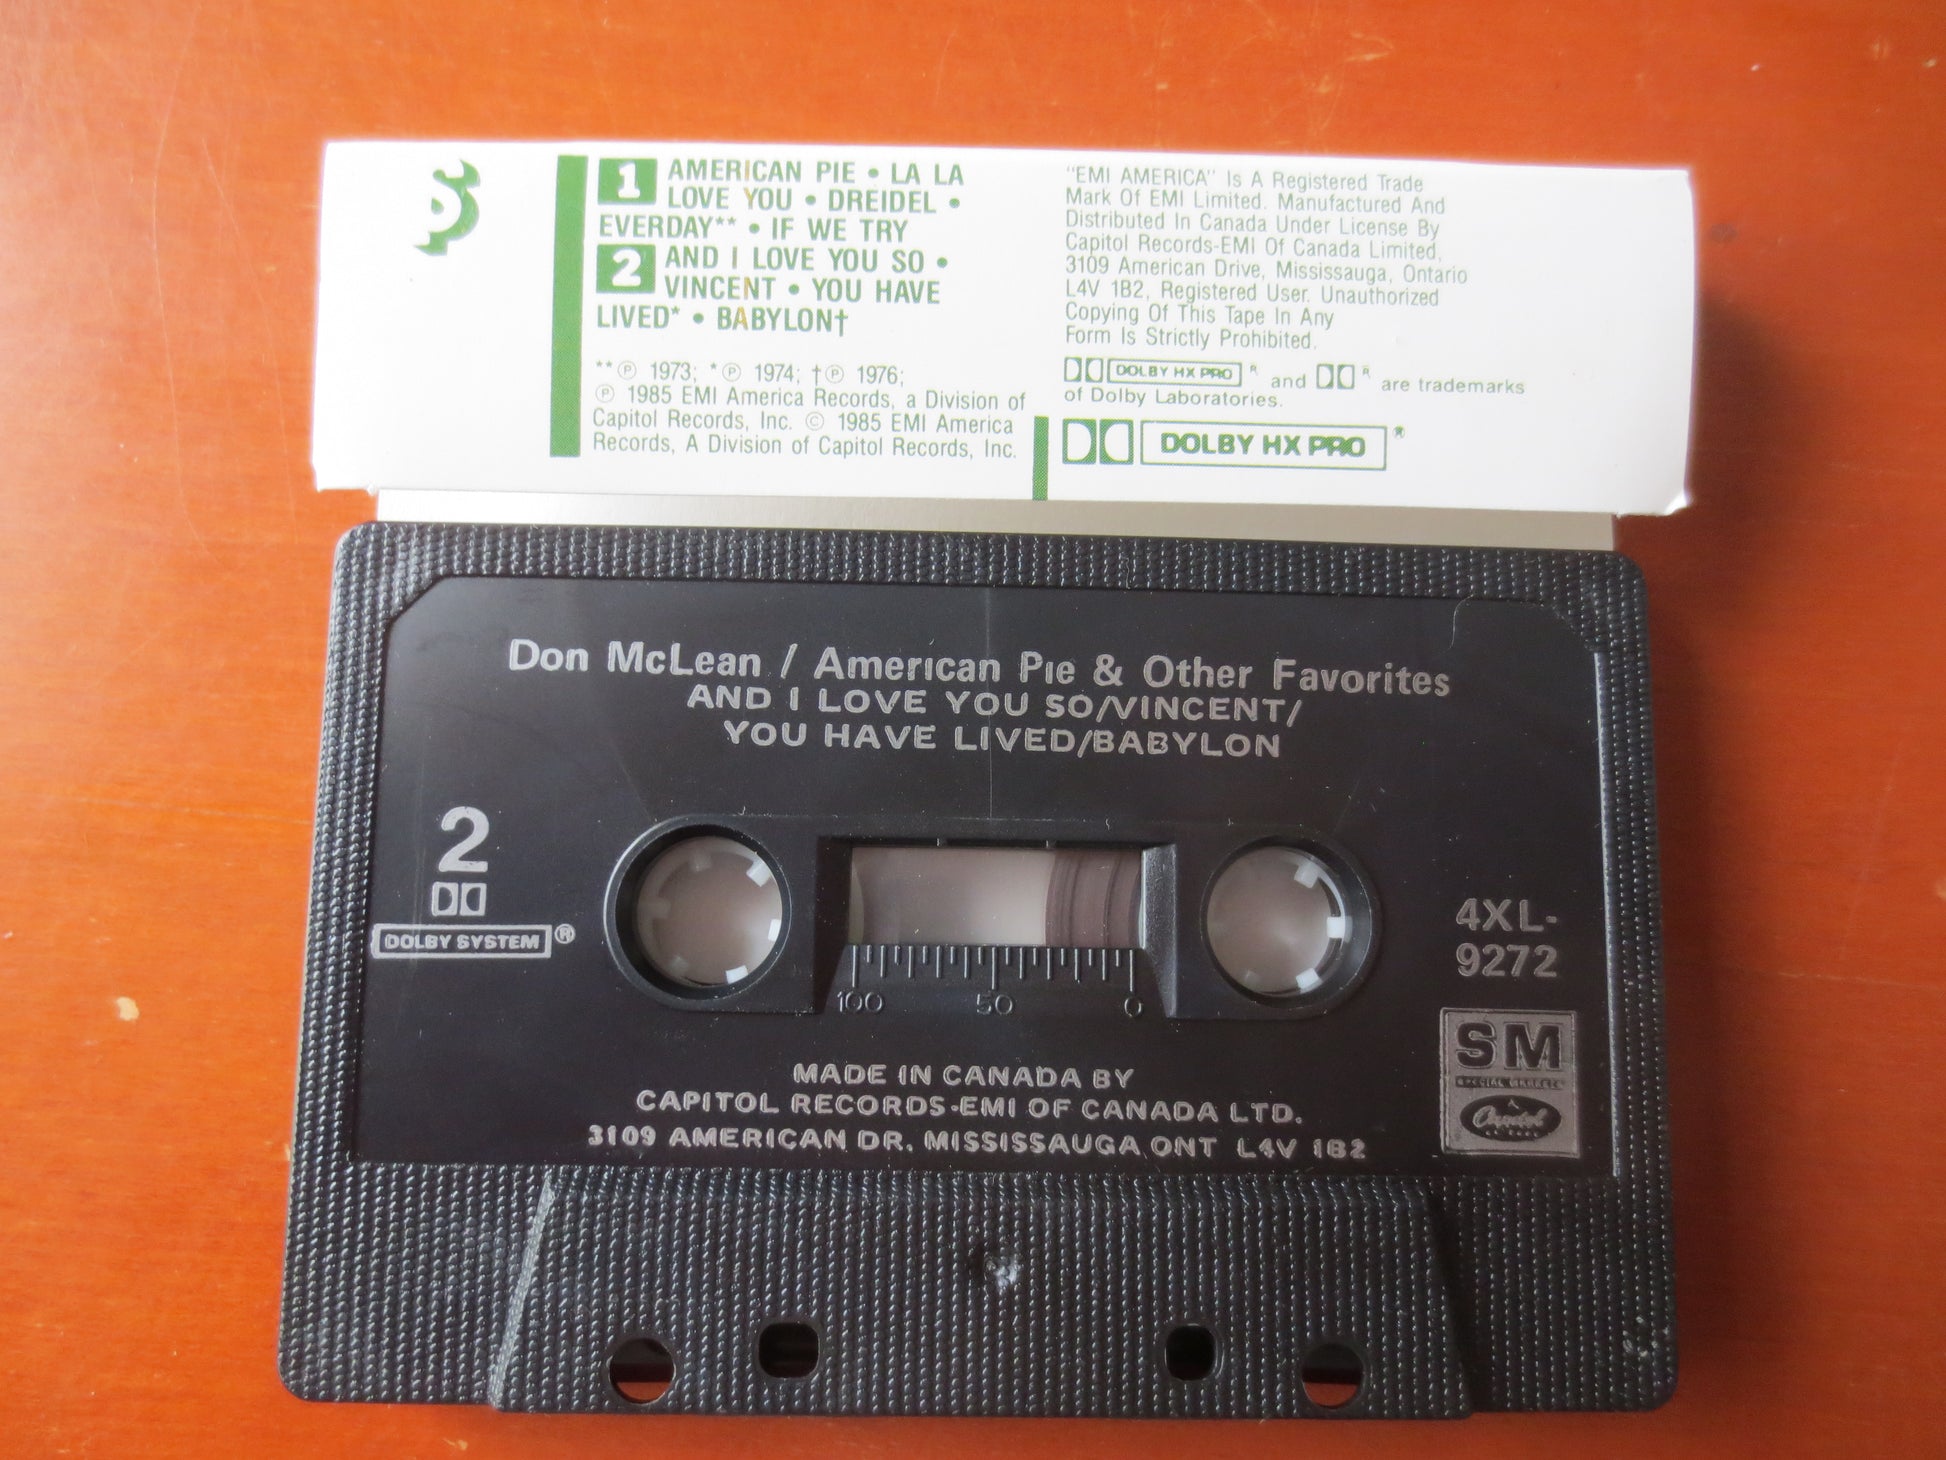 1 AMERICAN PIE • LA LA
LOVE YOU • DREIDEL •
EVERDAY** • IF WE TRY
2 AND I LOVE YOU SO •
VINCENT • YOU HAVE
LIVED* • BABYLON†
**℗ 1973; *℗ 1974; †℗ 1976;
℗ 1985 EMI America Records, a Division of
Capitol Records, Inc. © 1985 EMI America
Records, A Division of Capitol Records, Inc.
"EMI AMERICA" Is A Registered Trade
Mark Of EMI Limited. Manufactured And
Distributed In Canada Under License By
Capitol Records-EMI Of Canada Limited,
3109 American Drive, Mississauga, Ontario
L4V 1B2, Registered User. Unauthorized
Copying Of This Tape In Any
Form Is Strictly Prohibited.
DOLBY HX PRO ® and ® are trademarks
of Dolby Laboratories.
DOLBY HX PRO ®
Don McLean / American Pie & Other Favorites
AND I LOVE YOU SO/VINCENT/
YOU HAVE LIVED/BABYLON
2
DOLBY SYSTEM ®
100 50 0
4XL-
9272
SM
SPECIAL MARKETS
Capitol
MADE IN CANADA BY
CAPITOL RECORDS-EMI OF CANADA LTD.
3109 AMERICAN DR. MISSISSAUGA, ONT L4V 1B2